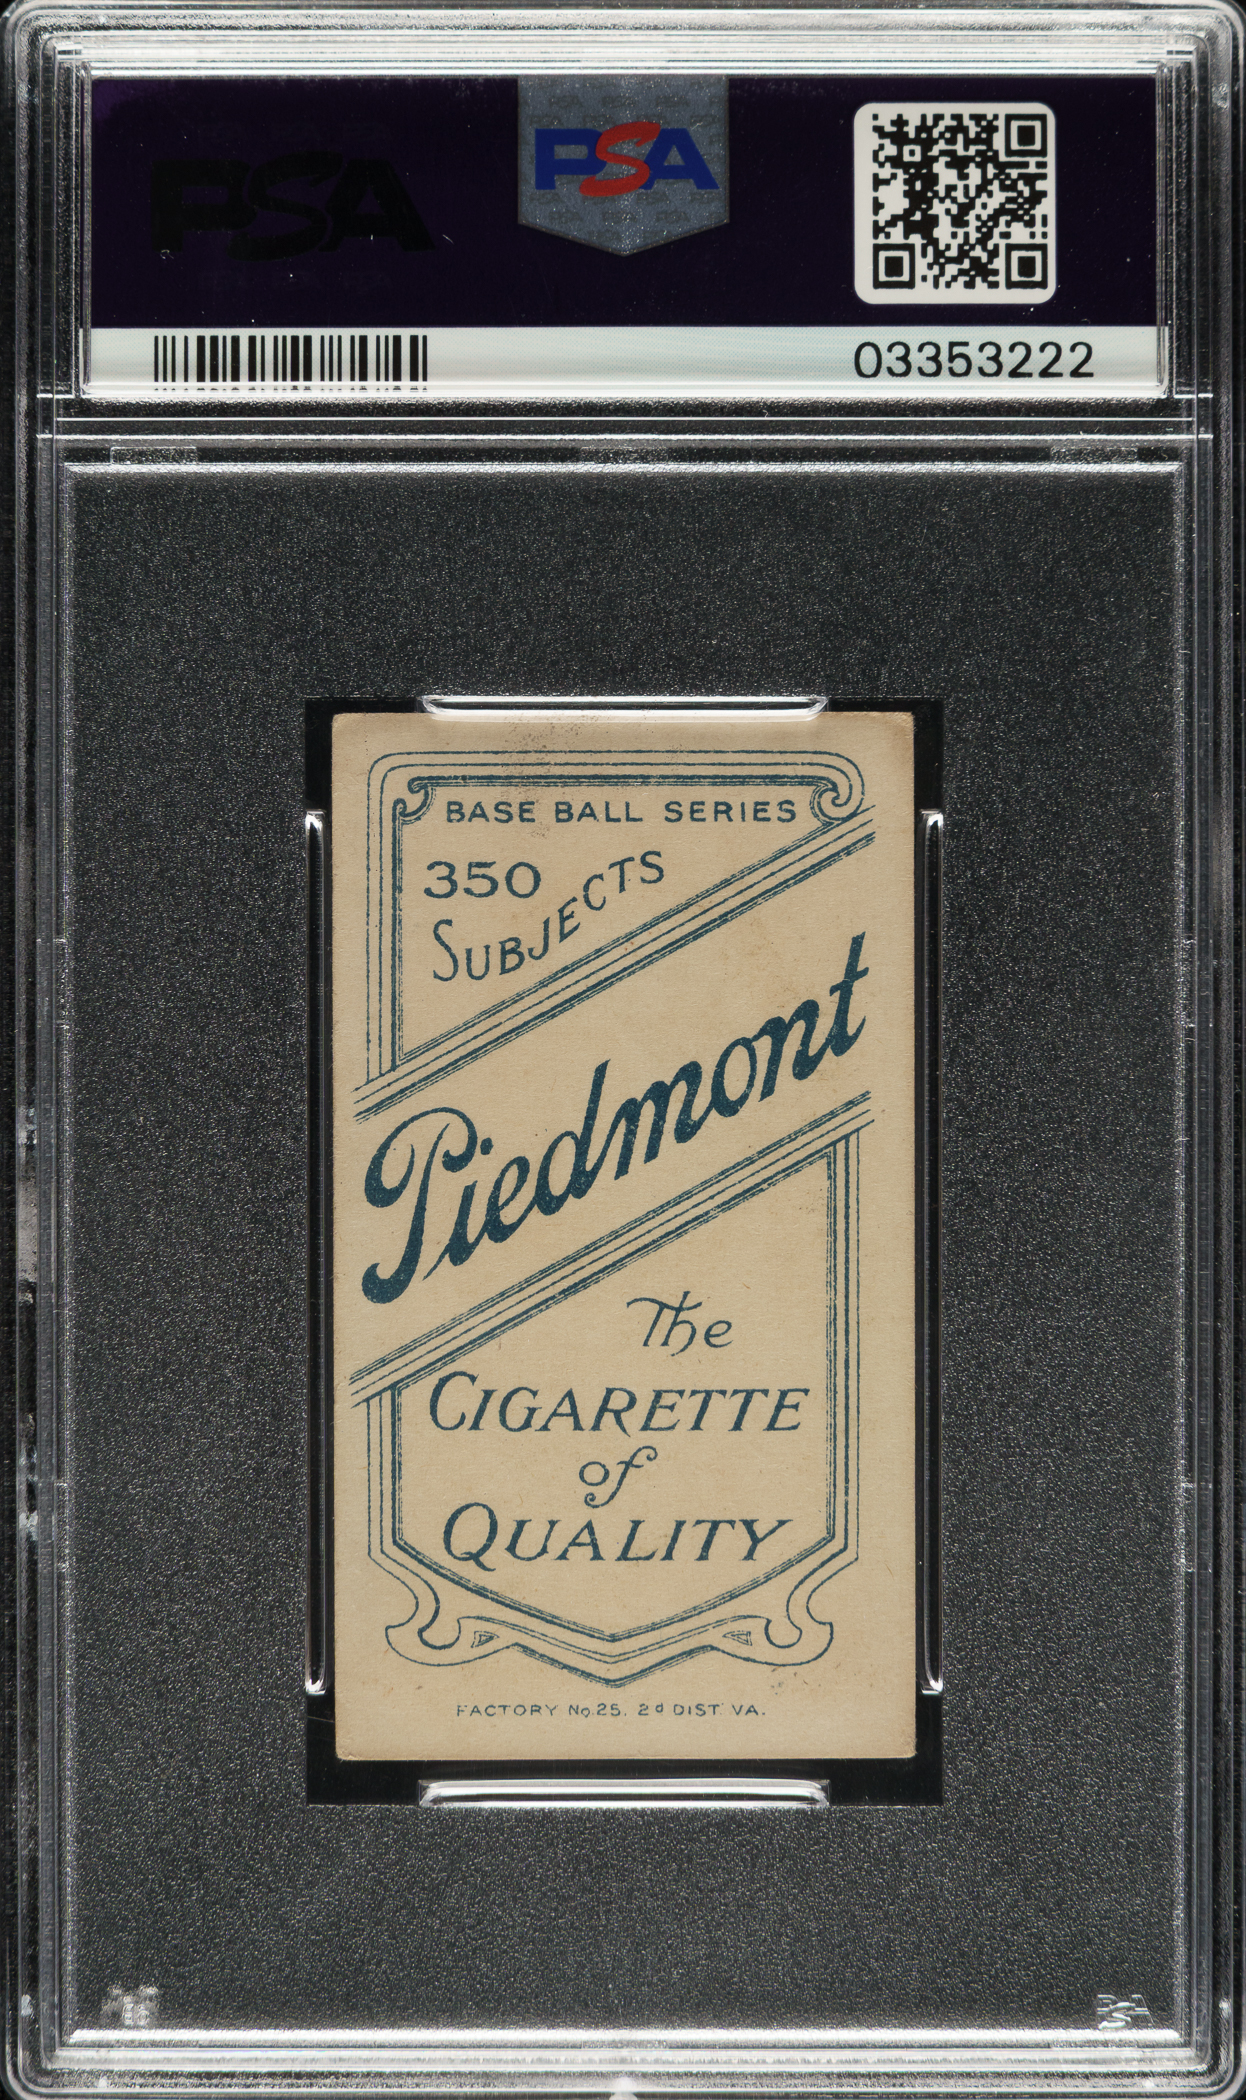 PSA
PSA
03353222
BASE BALL SERIES
350
SUBJECTS
Piedmont
The
CIGARETTE
of
QUALITY
FACTORY No. 25. 2d DIST. VA.
PSA